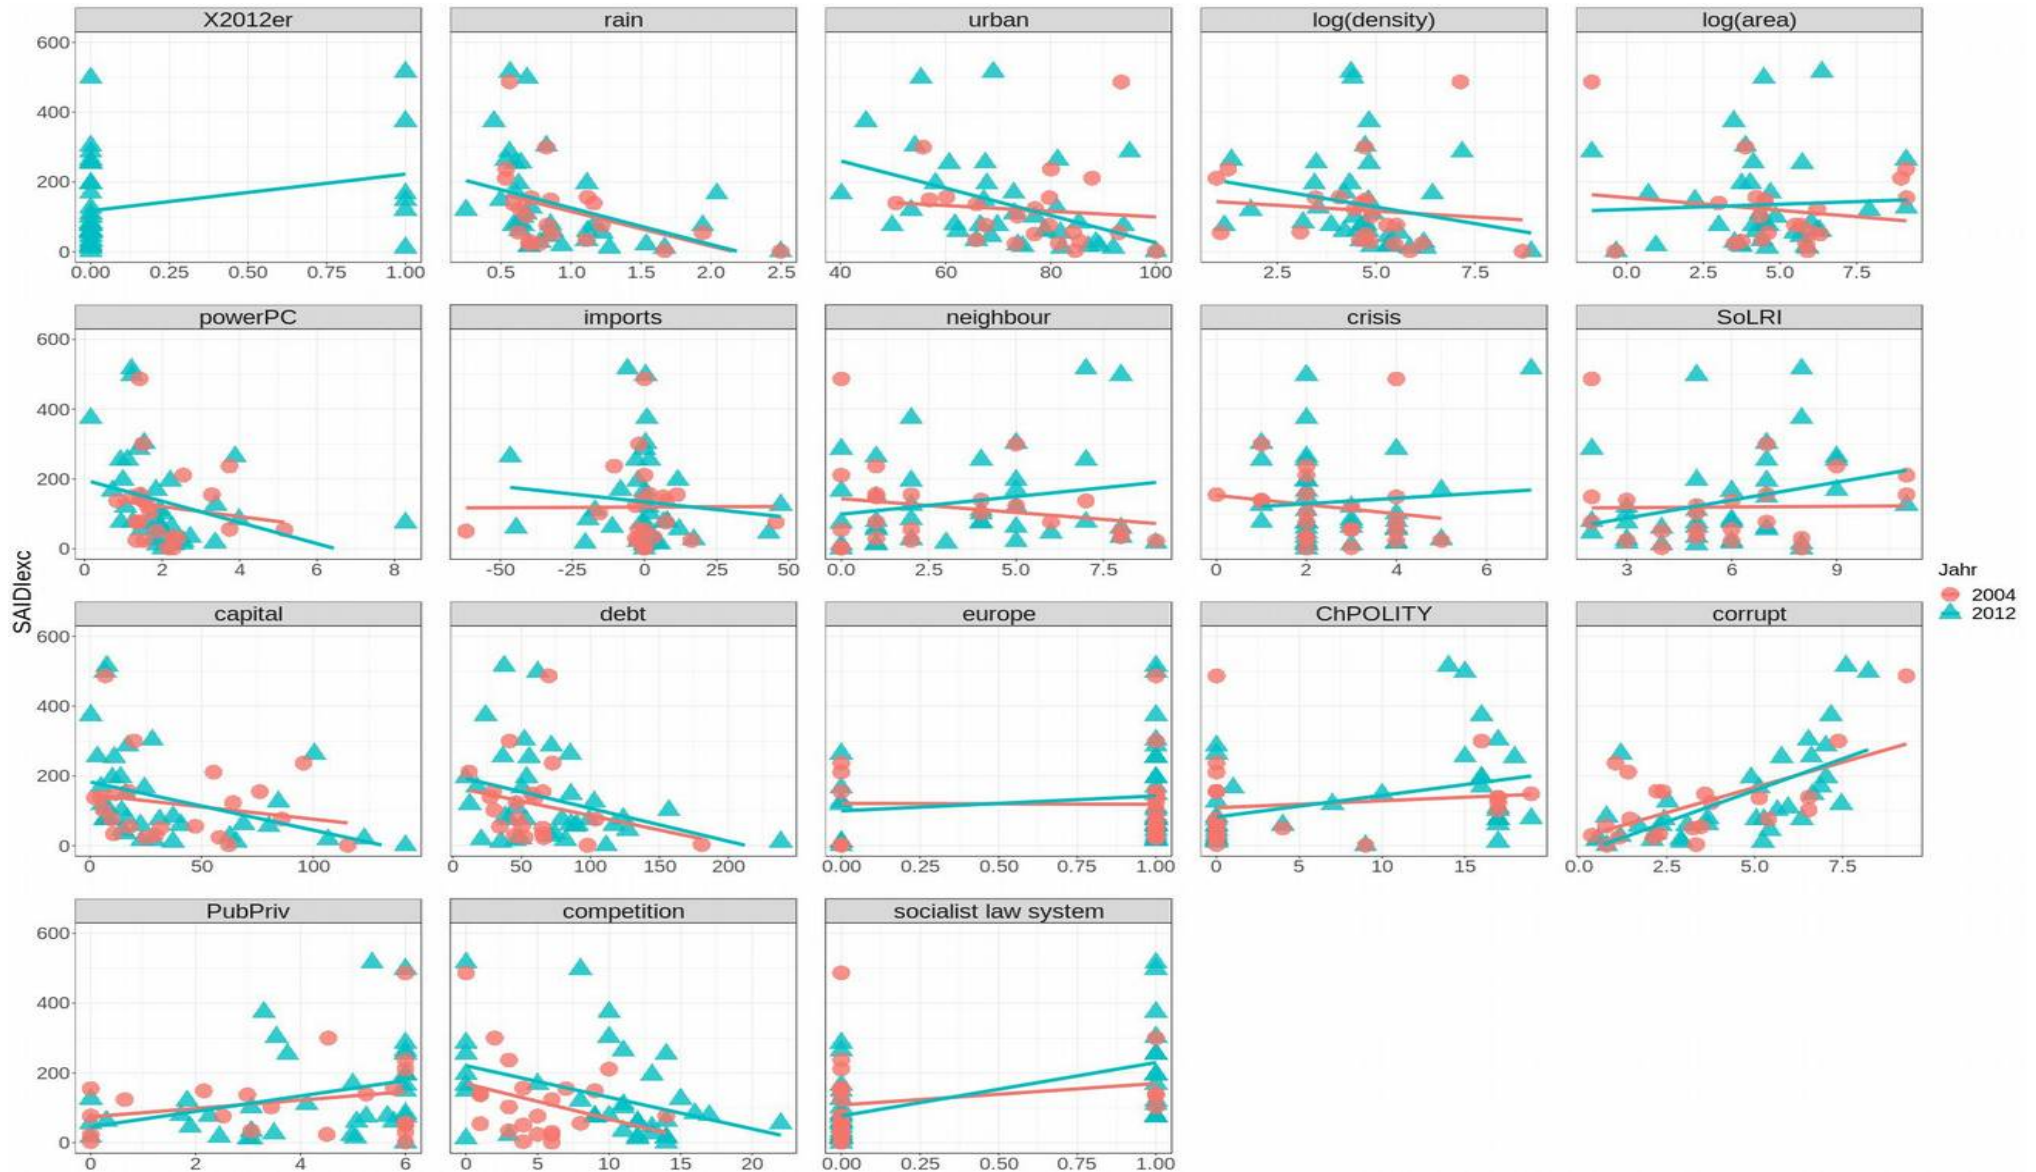 X2012er rain urban log(density) log(area)
600
400
200
0
0.00 0.25 0.50 0.75 1.00 0.5 1.0 1.5 2.0 2.5 40 60 80 100 2.5 5.0 7.5 0.0 2.5 5.0 7.5
powerPC imports neighbour crisis SoLRI
600
400
200
0
0 2 4 6 8 -50 -25 0 25 50 0.0 2.5 5.0 7.5 0 2 4 6 3 6 9
SAIDIexc
Jahr
2004
2012
capital debt europe ChPOLITY corrupt
600
400
200
0
0 50 100 0 50 100 150 200 0.00 0.25 0.50 0.75 1.00 0 5 10 15 0.0 2.5 5.0 7.5
PubPriv competition socialist law system
600
400
200
0
0 2 4 6 0 5 10 15 20 0.00 0.25 0.50 0.75 1.00